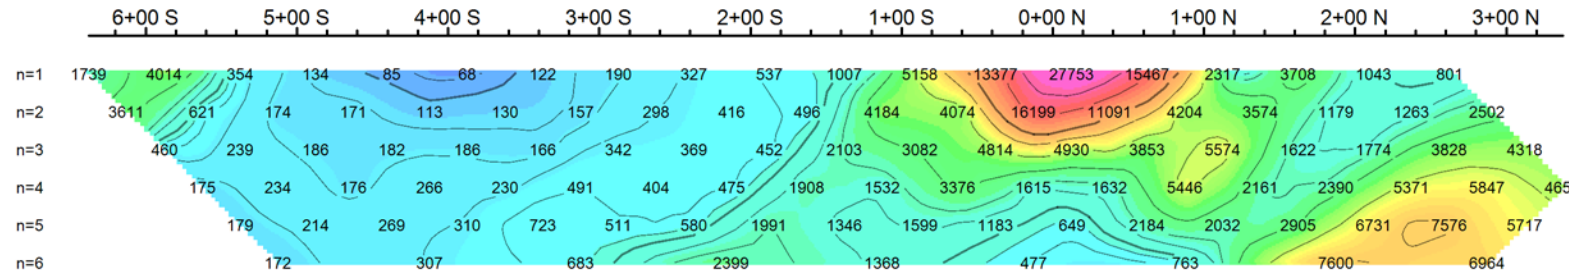 6+00 S 5+00 S 4+00 S 3+00 S 2+00 S 1+00 S 0+00 N 1+00 N 2+00 N 3+00 N
n=1 1739 4014 354 134 85 68 122 190 327 537 1007 5158 13377 27753 15467 2317 3708 1043 801
n=2 3611 621 174 171 113 130 157 298 416 496 4184 4074 16199 11091 4204 3574 1179 1263 2502
n=3 460 239 186 182 186 166 342 369 452 2103 3082 4814 4930 3853 5574 1622 1774 3828 4318
n=4 175 234 176 266 230 491 404 475 1908 1532 3376 1615 1632 5446 2161 2390 5371 5847 465
n=5 179 214 269 310 723 511 580 1991 1346 1599 1183 649 2184 2032 2905 6731 7576 5717
n=6 172 307 683 2399 1368 477 763 7600 6964